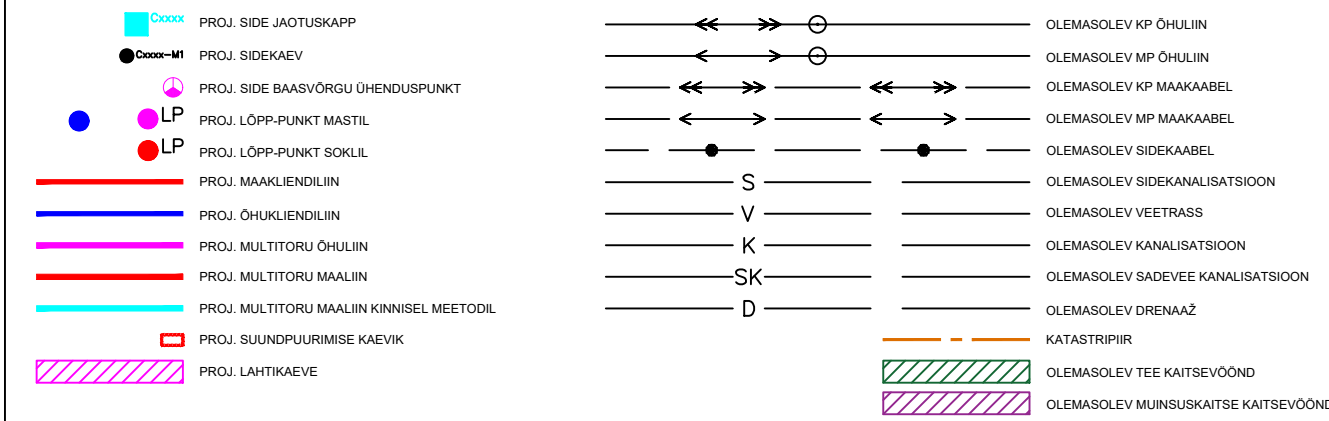 Cxxxx PROJ. SIDE JAOTUSKAPP
Cxxxx-M1 PROJ. SIDEKAEV
PROJ. SIDE BAASVÕRGU ÜHENDUSPUNKT
LP PROJ. LÕPP-PUNKT MASTIL
LP PROJ. LÕPP-PUNKT SOKLIL
PROJ. MAAKLIENDILIIN
PROJ. ÕHUKLIENDILIIN
PROJ. MULTITORU ÕHULIIN
PROJ. MULTITORU MAALIIN
PROJ. MULTITORU MAALIIN KINNISEL MEETODIL
PROJ. SUUNDPUURIMISE KAEVIK
PROJ. LAHTIKAEVE
OLEMASOLEV KP ÕHULIIN
OLEMASOLEV MP ÕHULIIN
OLEMASOLEV KP MAAKAABEL
OLEMASOLEV MP MAAKAABEL
OLEMASOLEV SIDEKAABEL
S OLEMASOLEV SIDEKANALISATSIOON
V OLEMASOLEV VEETRASS
K OLEMASOLEV KANALISATSIOON
SK OLEMASOLEV SADEVEE KANALISATSIOON
D OLEMASOLEV DRENAAŽ
KATASTRIPIIR
OLEMASOLEV TEE KAITSEVÖÖND
OLEMASOLEV MUINSUSKAITSE KAITSEVÖÖND